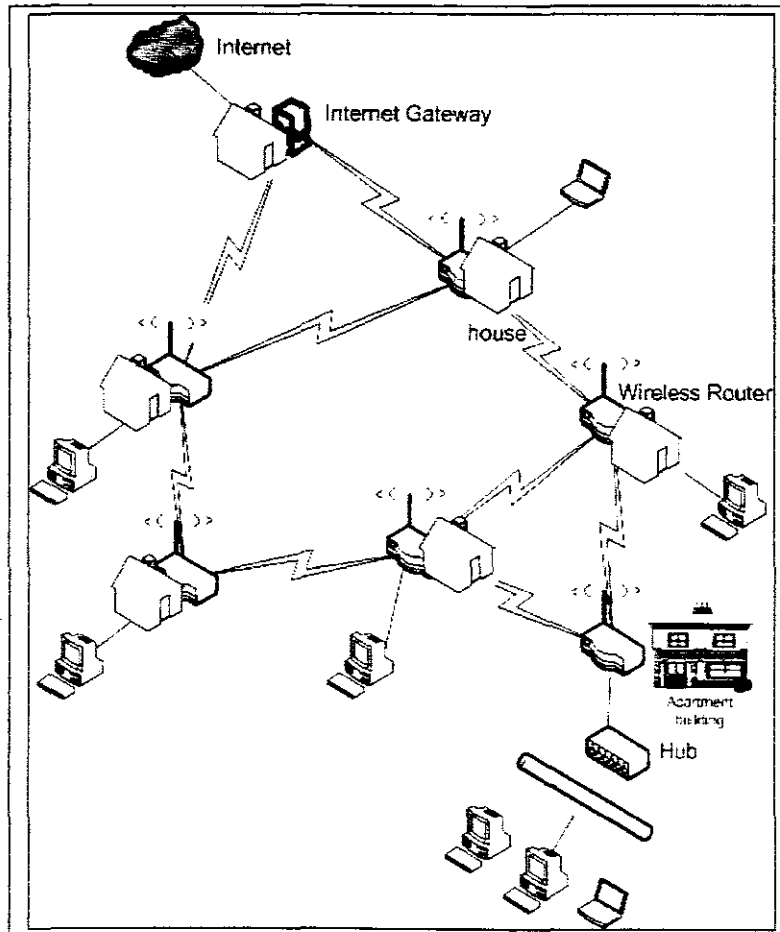 Internet
Internet Gateway
house
Wireless Router
Apartment
building
Hub